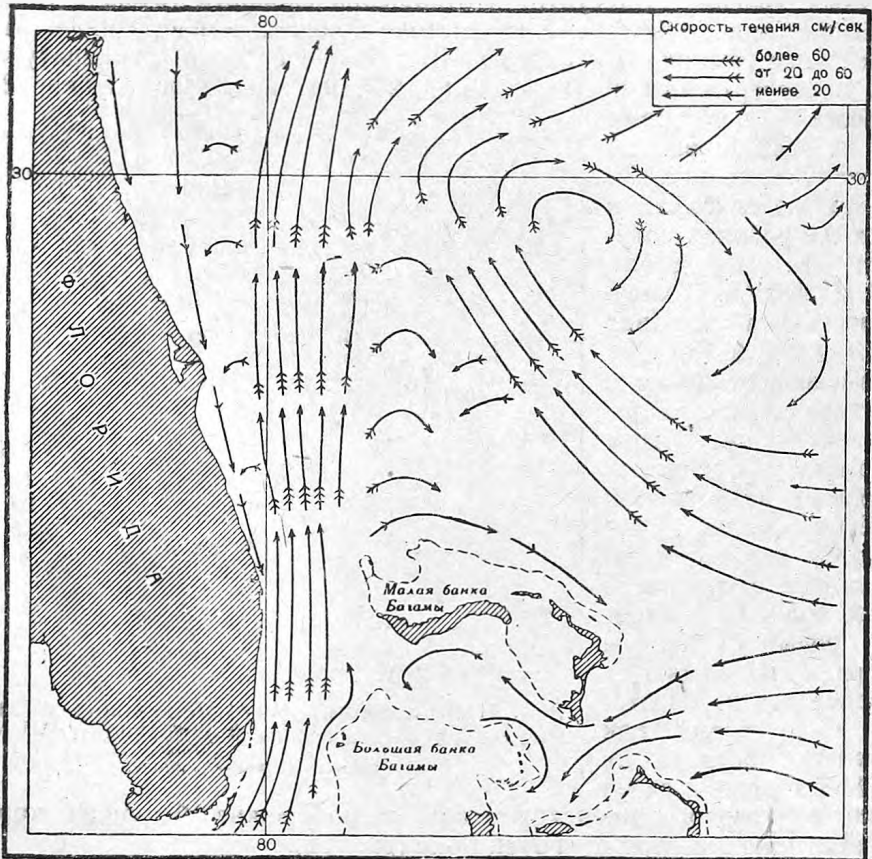 80
Скорость течения см/сек
более 60
от 20 до 60
менее 20
30
30
ФЛОРИДА
Малая банка
Багамы
Большая банка
Багамы
80